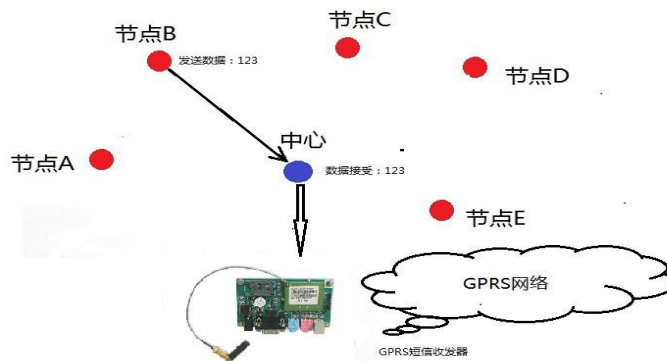 节点B
节点C
发送数据：123
节点D
中心
节点A
数据接受：123
节点E
GPRS网络
GPRS短信收发器